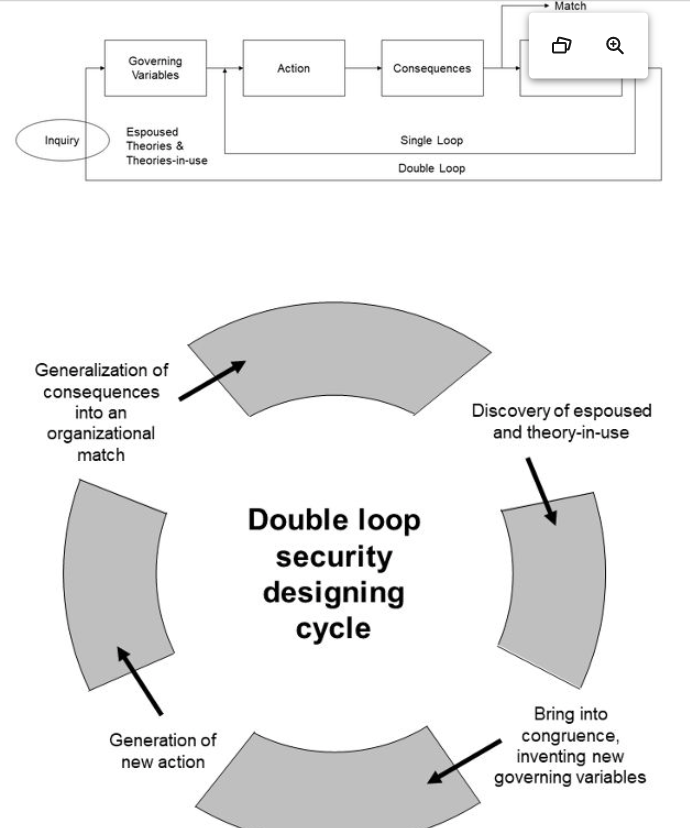 Match
Governing
Variables
Action
Consequences
Inquiry
Espoused
Theories &
Theories-in-use
Single Loop
Double Loop
Generalization of
consequences
into an
organizational
match
Discovery of espoused
and theory-in-use
Double loop
security
designing
cycle
Generation of
new action
Bring into
congruence,
inventing new
governing variables